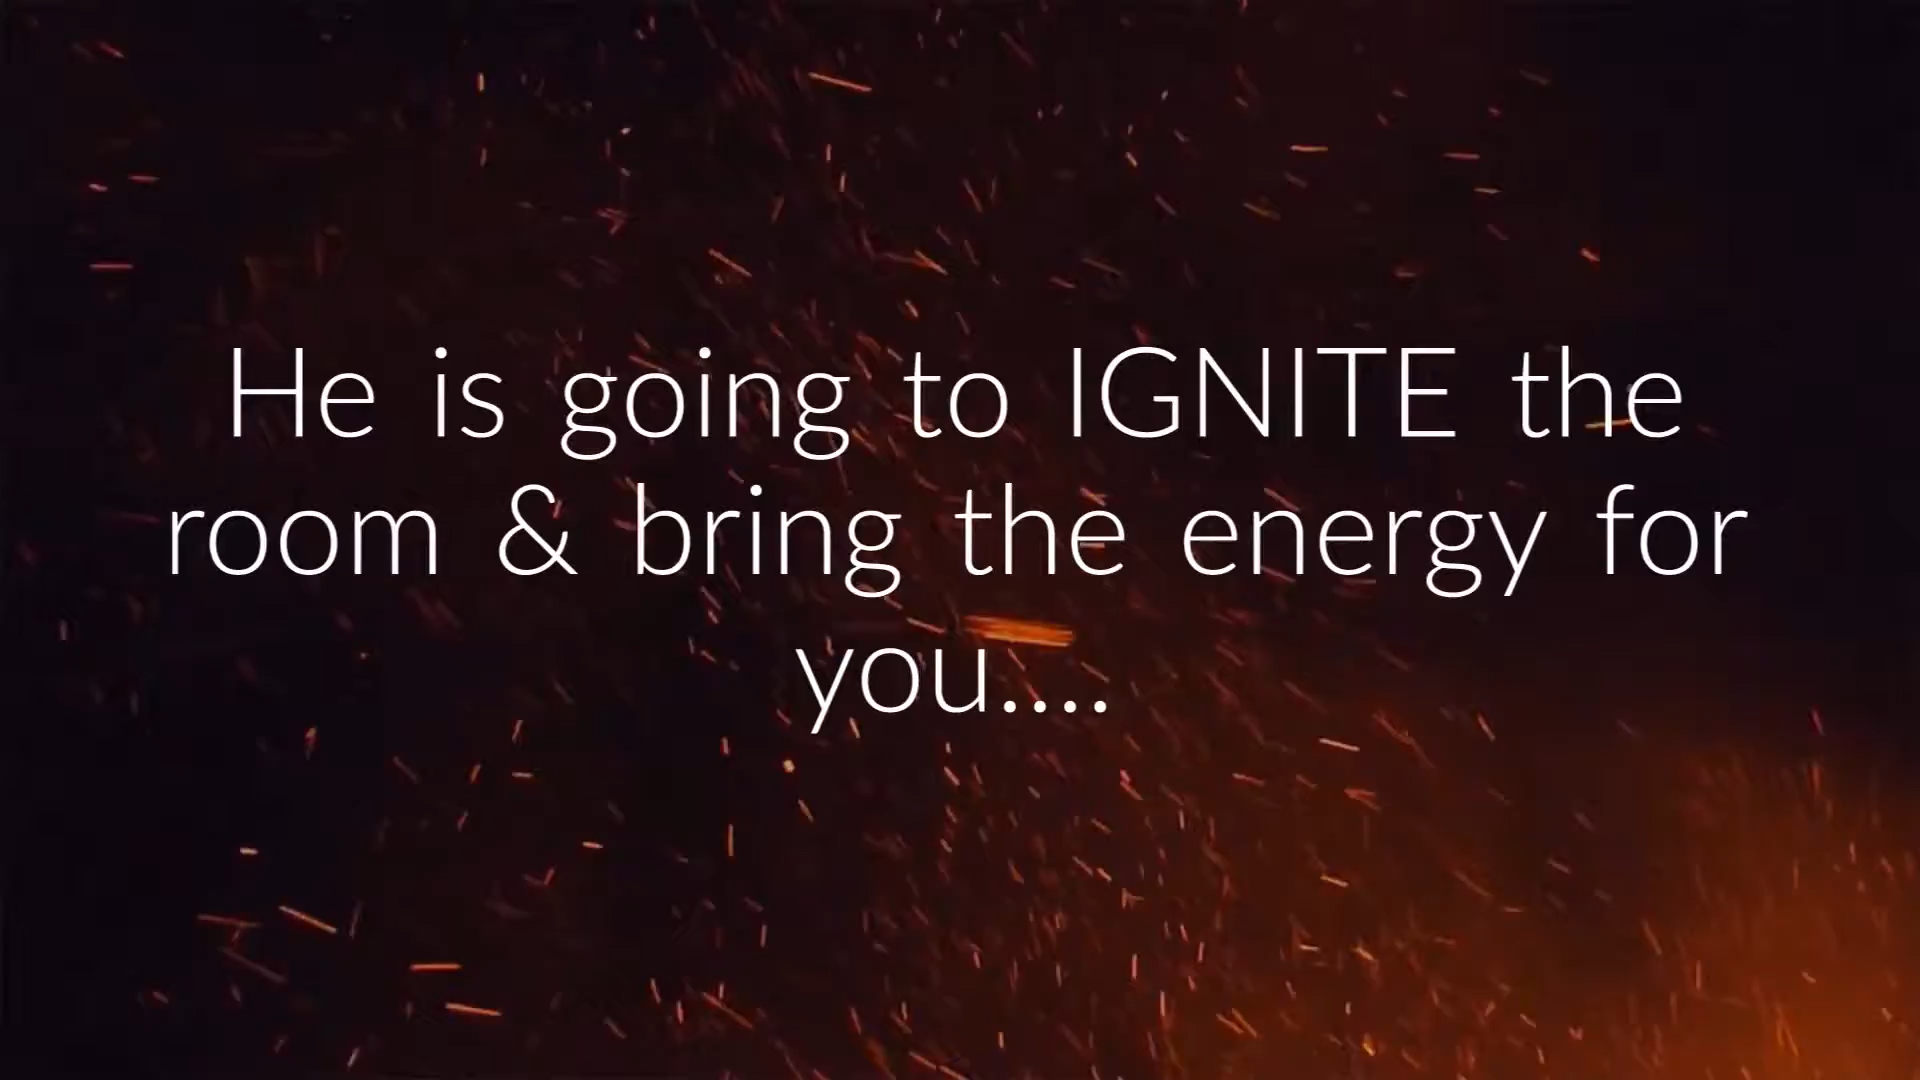 He is going to IGNITE the
room & bring the energy for
you....